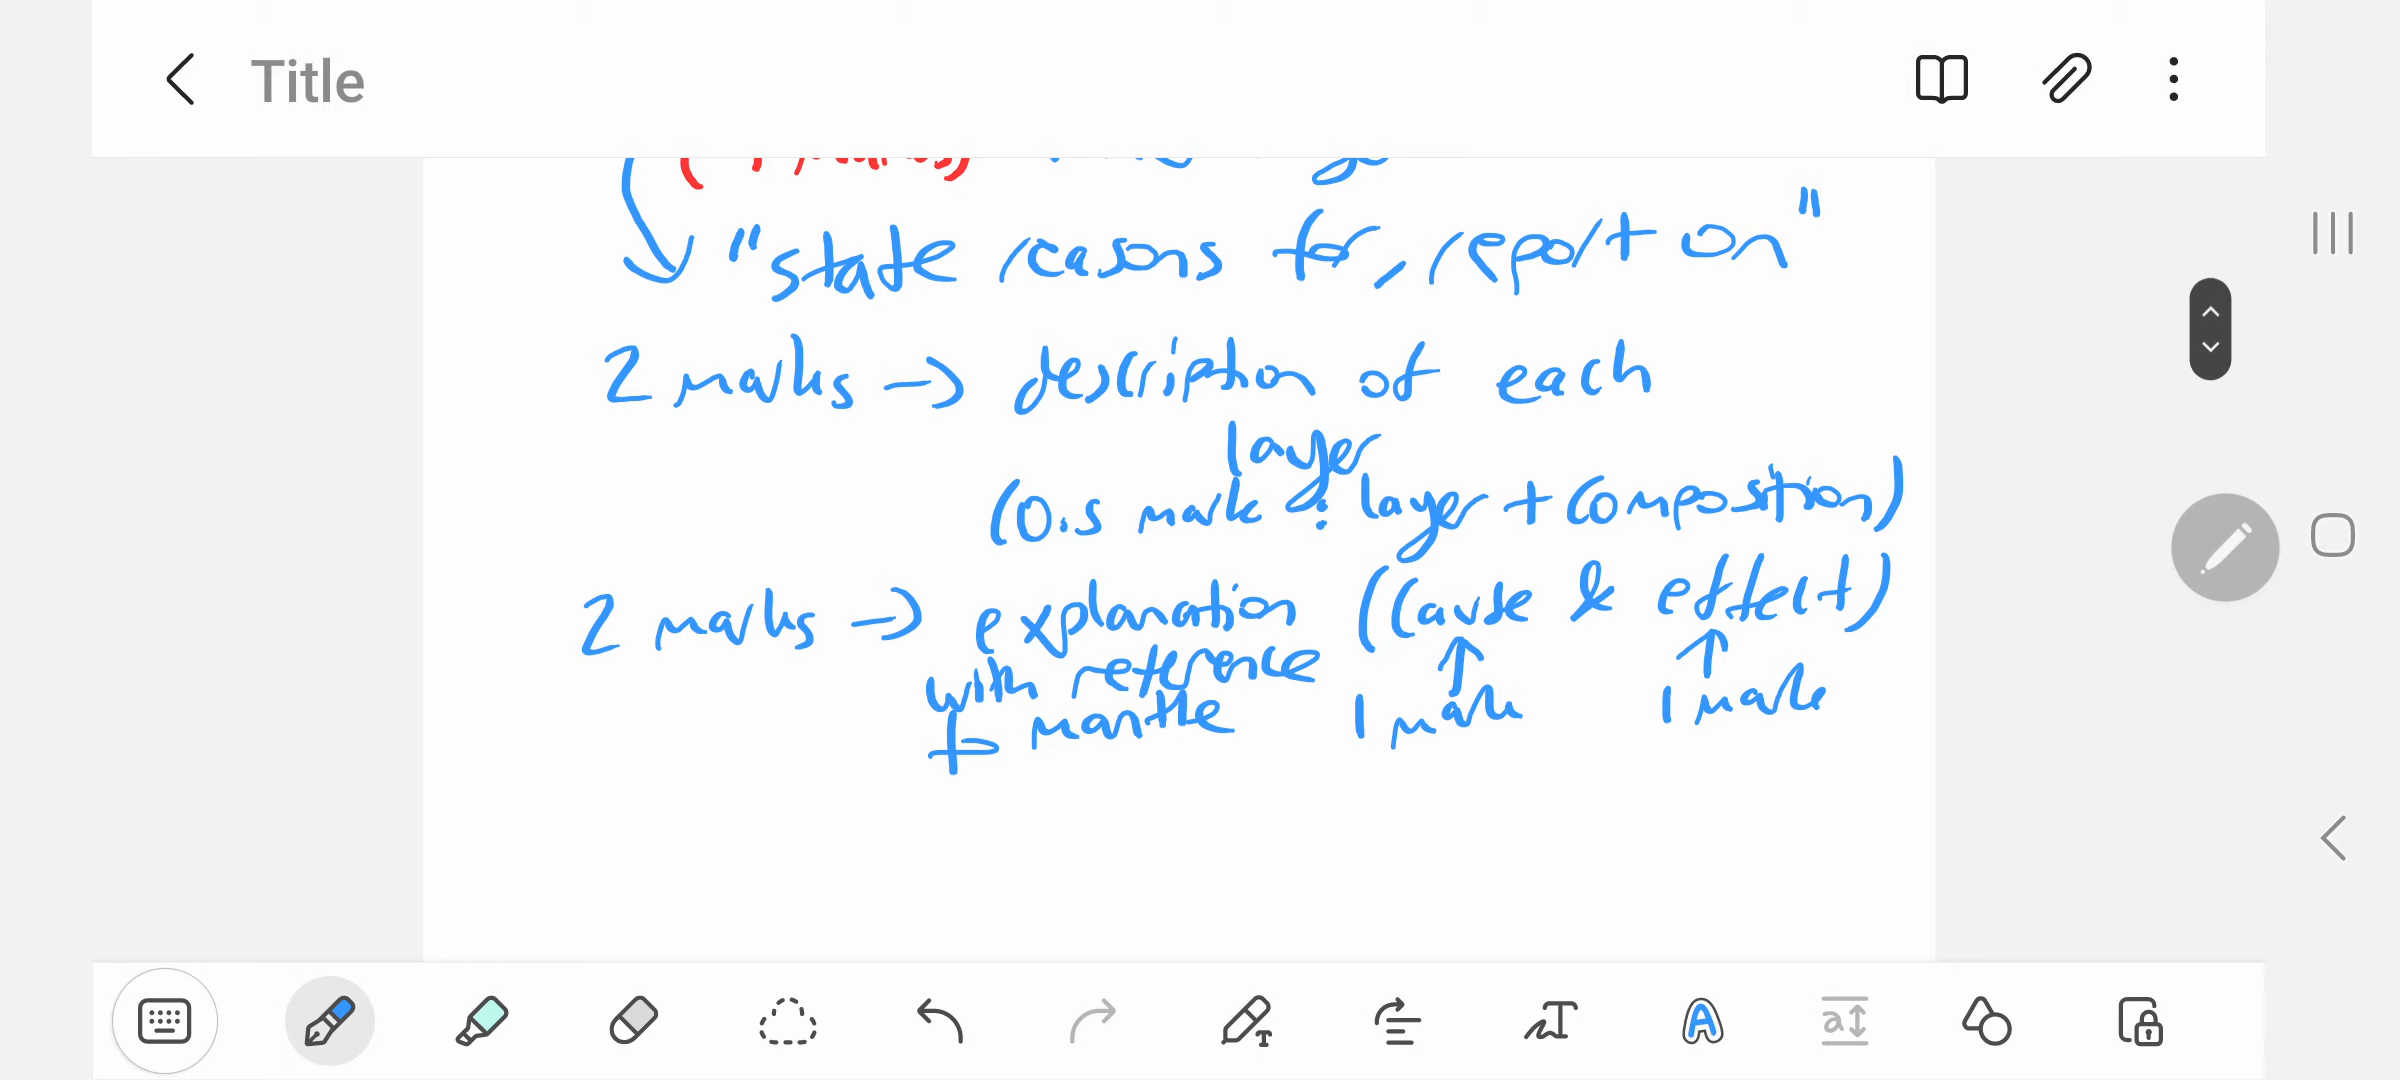 Title
"state reasons for, report on"
2 marks → description of each
layer
(0.5 mark : layer + composition)
2 marks → explanation (cause & effect)
with reference
to mantle
1 mark 1 mark